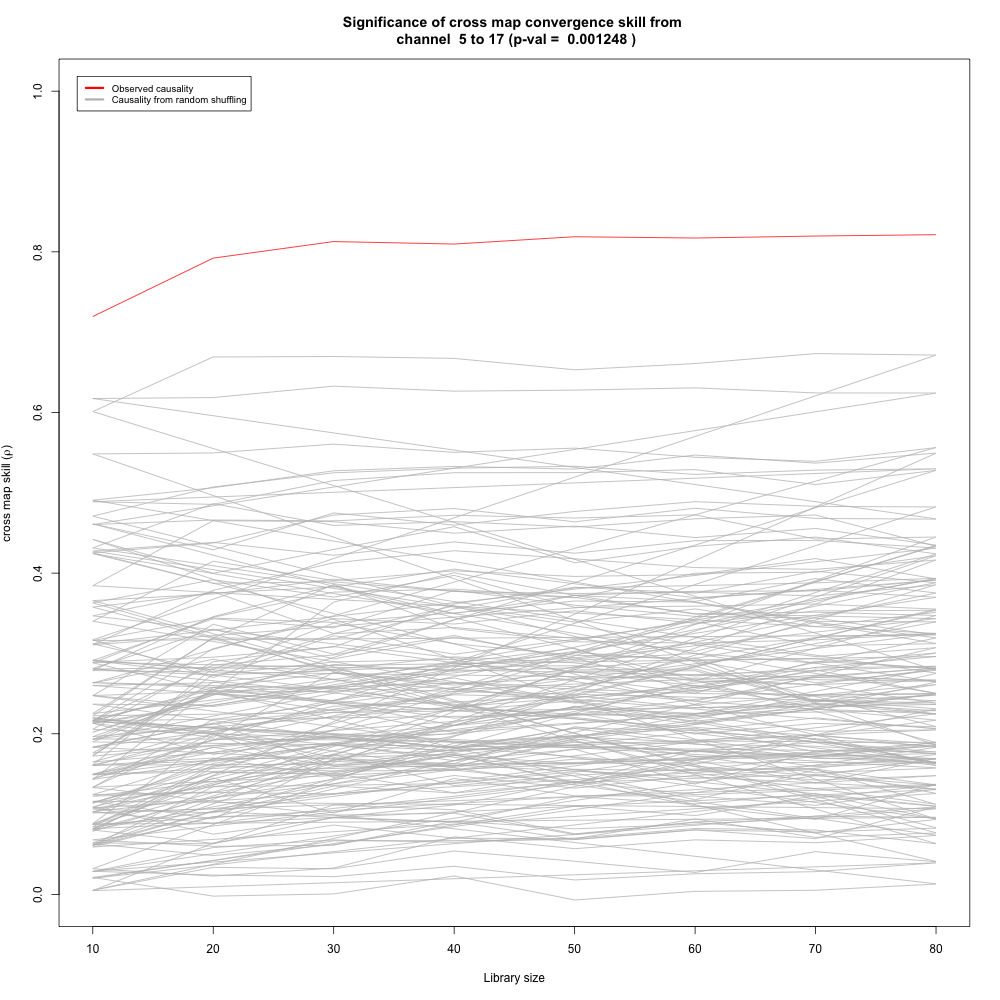 Significance of cross map convergence skill from
channel  5 to 17 (p-val =  0.001248 )
Observed causality
Causality from random shuffling
1.0
0.8
0.6
0.4
0.2
0.0
cross map skill (ρ)
10 20 30 40 50 60 70 80
Library size